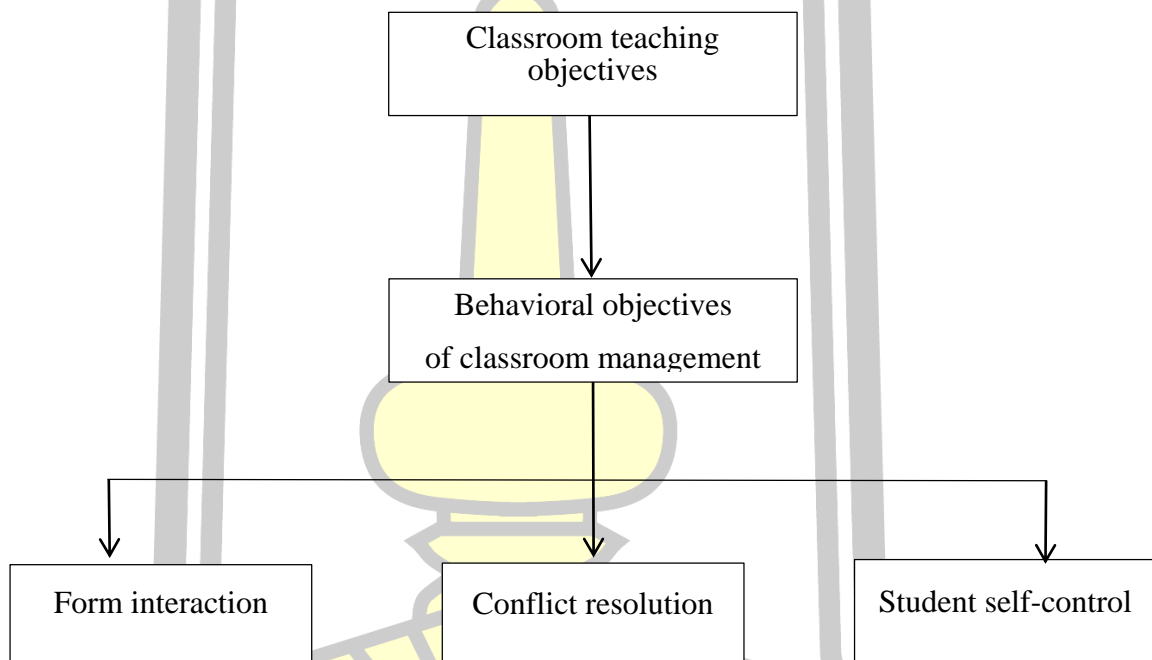 Classroom teaching
objectives
Behavioral objectives
of classroom management
Form interaction
Conflict resolution
Student self-control